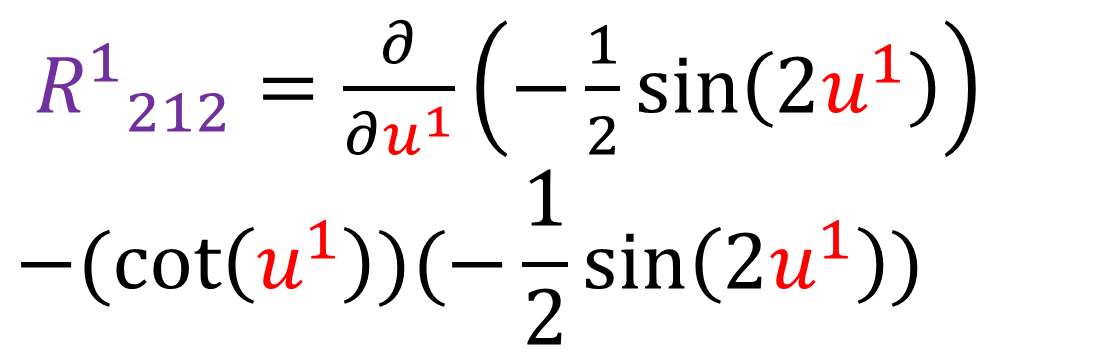 R¹₂₁₂ = ∂/∂u¹ (−1/2 sin(2u¹))
−(cot(u¹))(−1/2 sin(2u¹))